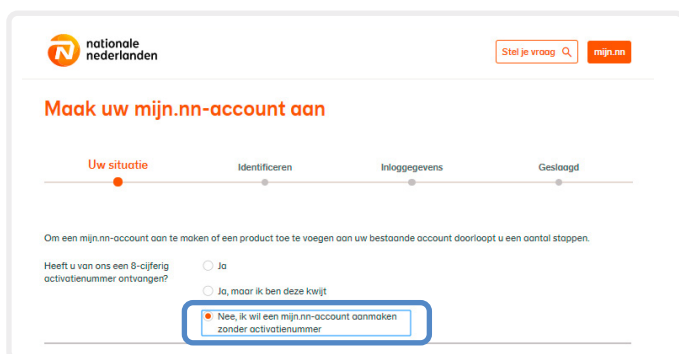 nationale
nederlanden
Stel je vraag
mijn.nn
Maak uw mijn.nn-account aan
Uw situatie
Identificeren
Inloggegevens
Geslaagd
Om een mijn.nn-account aan te maken of een product toe te voegen aan uw bestaande account doorloopt u een aantal stappen.
Heeft u van ons een 8-cijferig
activatienummer ontvangen?
Ja
Ja, maar ik ben deze kwijt
Nee, ik wil een mijn.nn-account aanmaken
zonder activatienummer